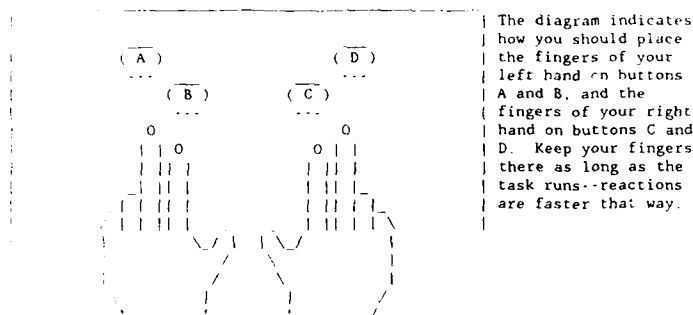 ( A ) ( D )
( B ) ( C )
The diagram indicates
how you should place
the fingers of your
left hand on buttons
A and B, and the
fingers of your right
hand on buttons C and
D. Keep your fingers
there as long as the
task runs--reactions
are faster that way.